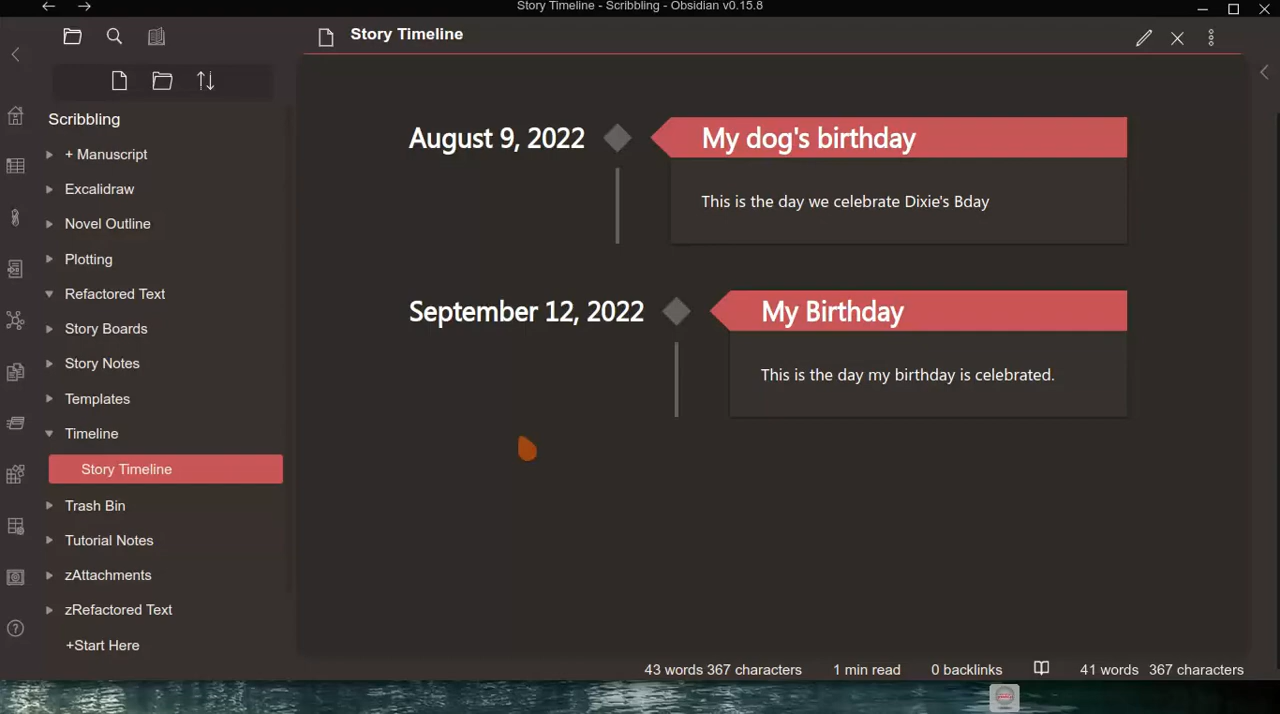 Story Timeline - Scribbling - Obsidian v0.15.8
Story Timeline
Scribbling
+ Manuscript
Excalidraw
Novel Outline
Plotting
Refactored Text
Story Boards
Story Notes
Templates
Timeline
Story Timeline
Trash Bin
Tutorial Notes
zAttachments
zRefactored Text
+Start Here
August 9, 2022
My dog's birthday
This is the day we celebrate Dixie's Bday
September 12, 2022
My Birthday
This is the day my birthday is celebrated.
43 words 367 characters
1 min read
0 backlinks
41 words
367 characters